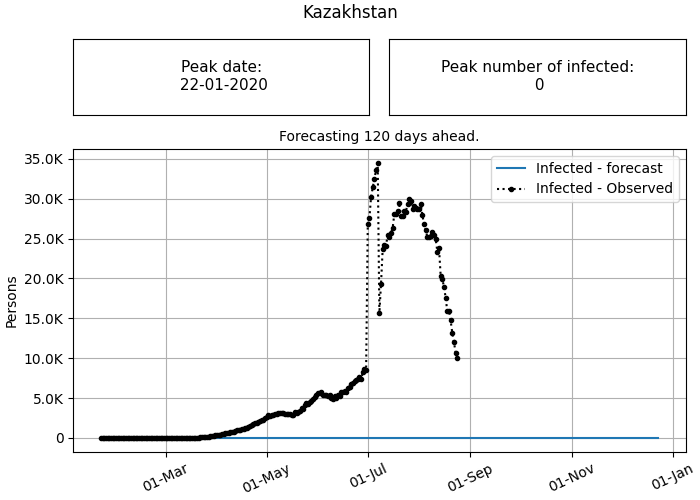 Kazakhstan
Peak date:
22-01-2020
Peak number of infected:
0
Forecasting 120 days ahead.
35.0K
30.0K
25.0K
20.0K
15.0K
10.0K
5.0K
0
Persons
Infected - forecast
Infected - Observed
01-Mar
01-May
01-Jul
01-Sep
01-Nov
01-Jan